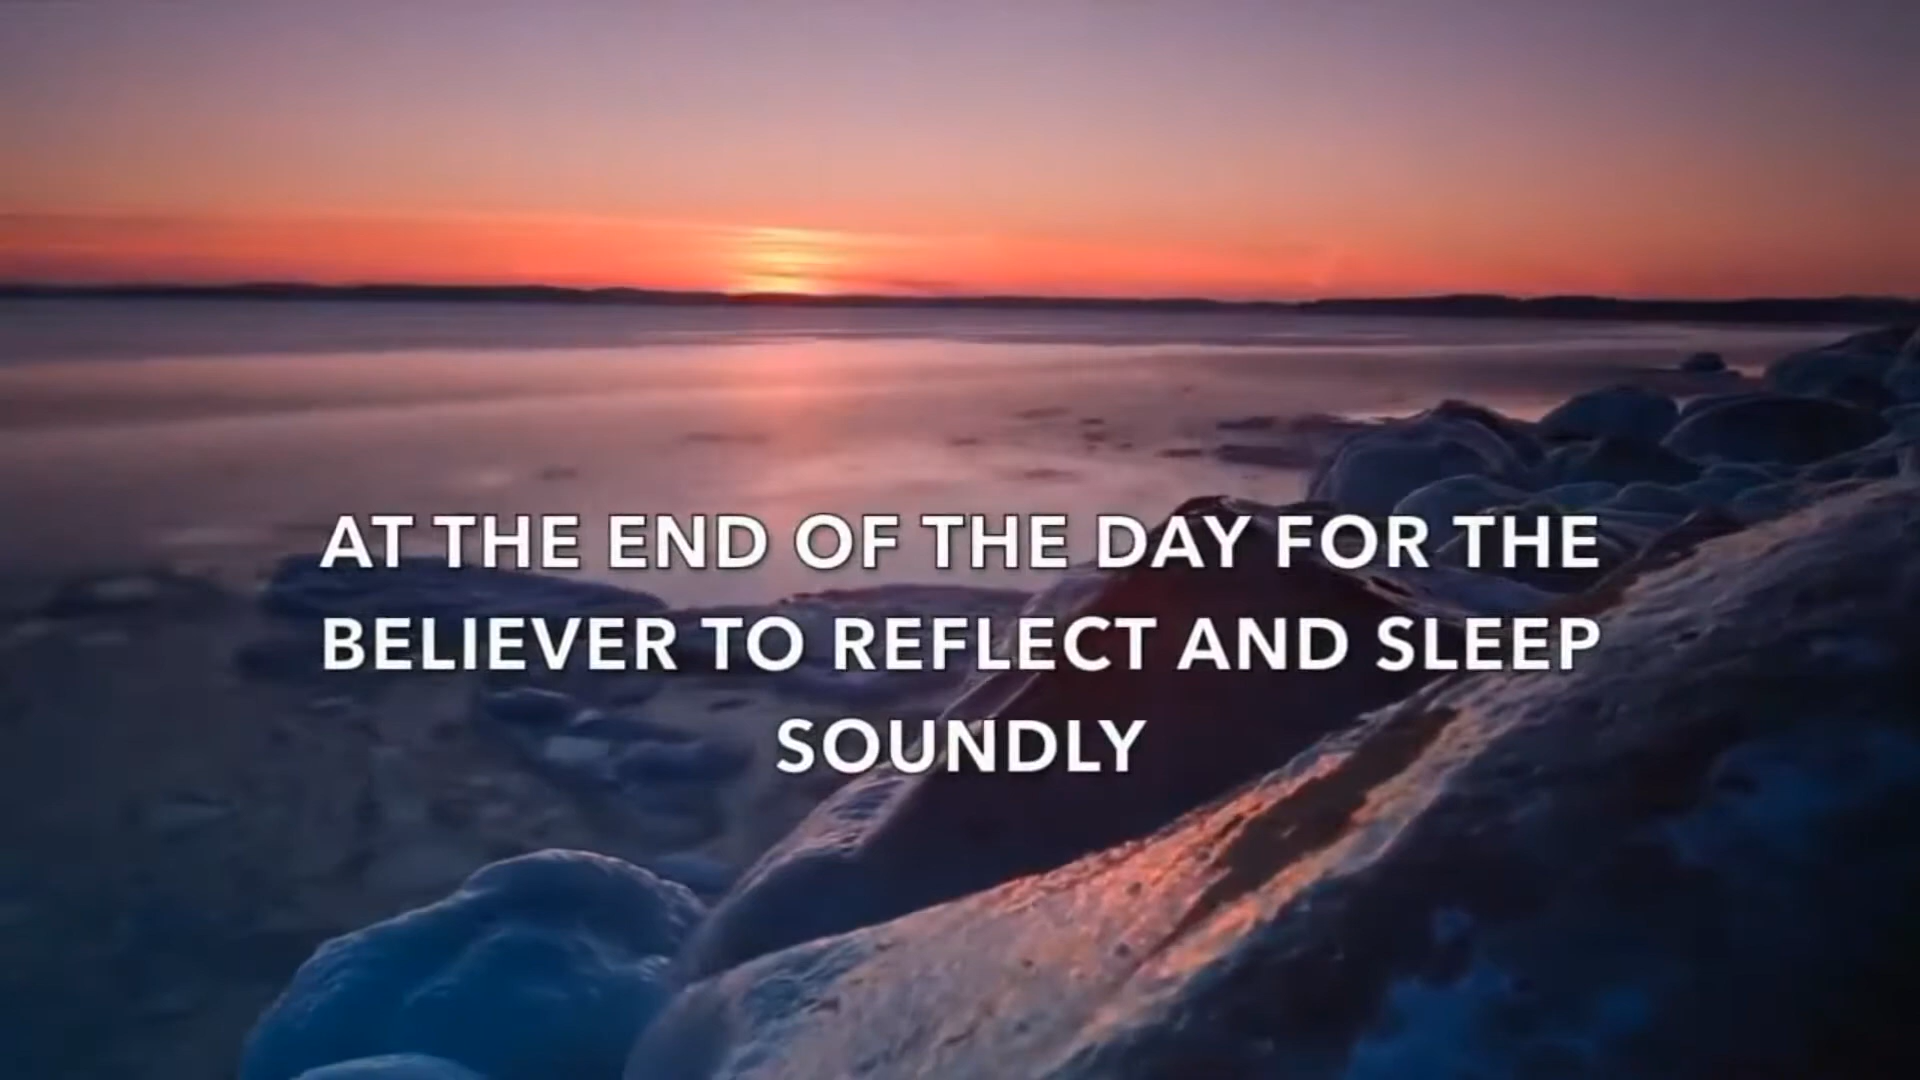 AT THE END OF THE DAY FOR THE
BELIEVER TO REFLECT AND SLEEP
SOUNDLY